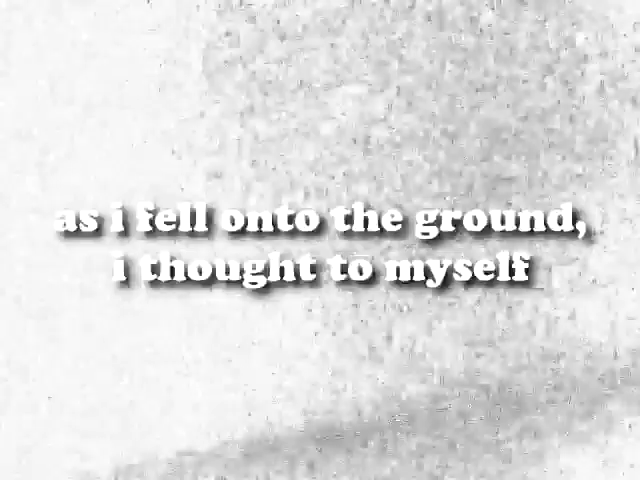 as i fell onto the ground,
i thought to myself